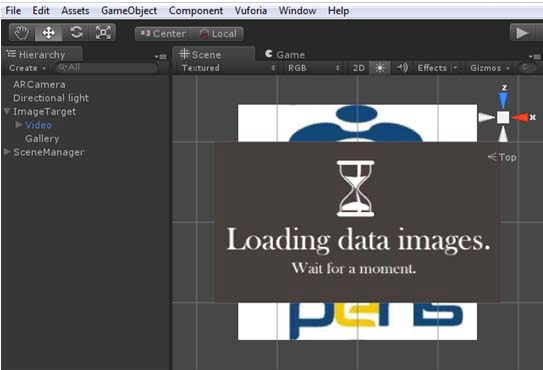 File Edit Assets GameObject Component Vuforia Window Help
Center Local
Hierarchy
Create All
ARCamera
Directional light
ImageTarget
Video
Gallery
SceneManager
Scene Game
Textured RGB 2D Effects Gizmos
z
x
Top
Loading data images.
Wait for a moment.
pens